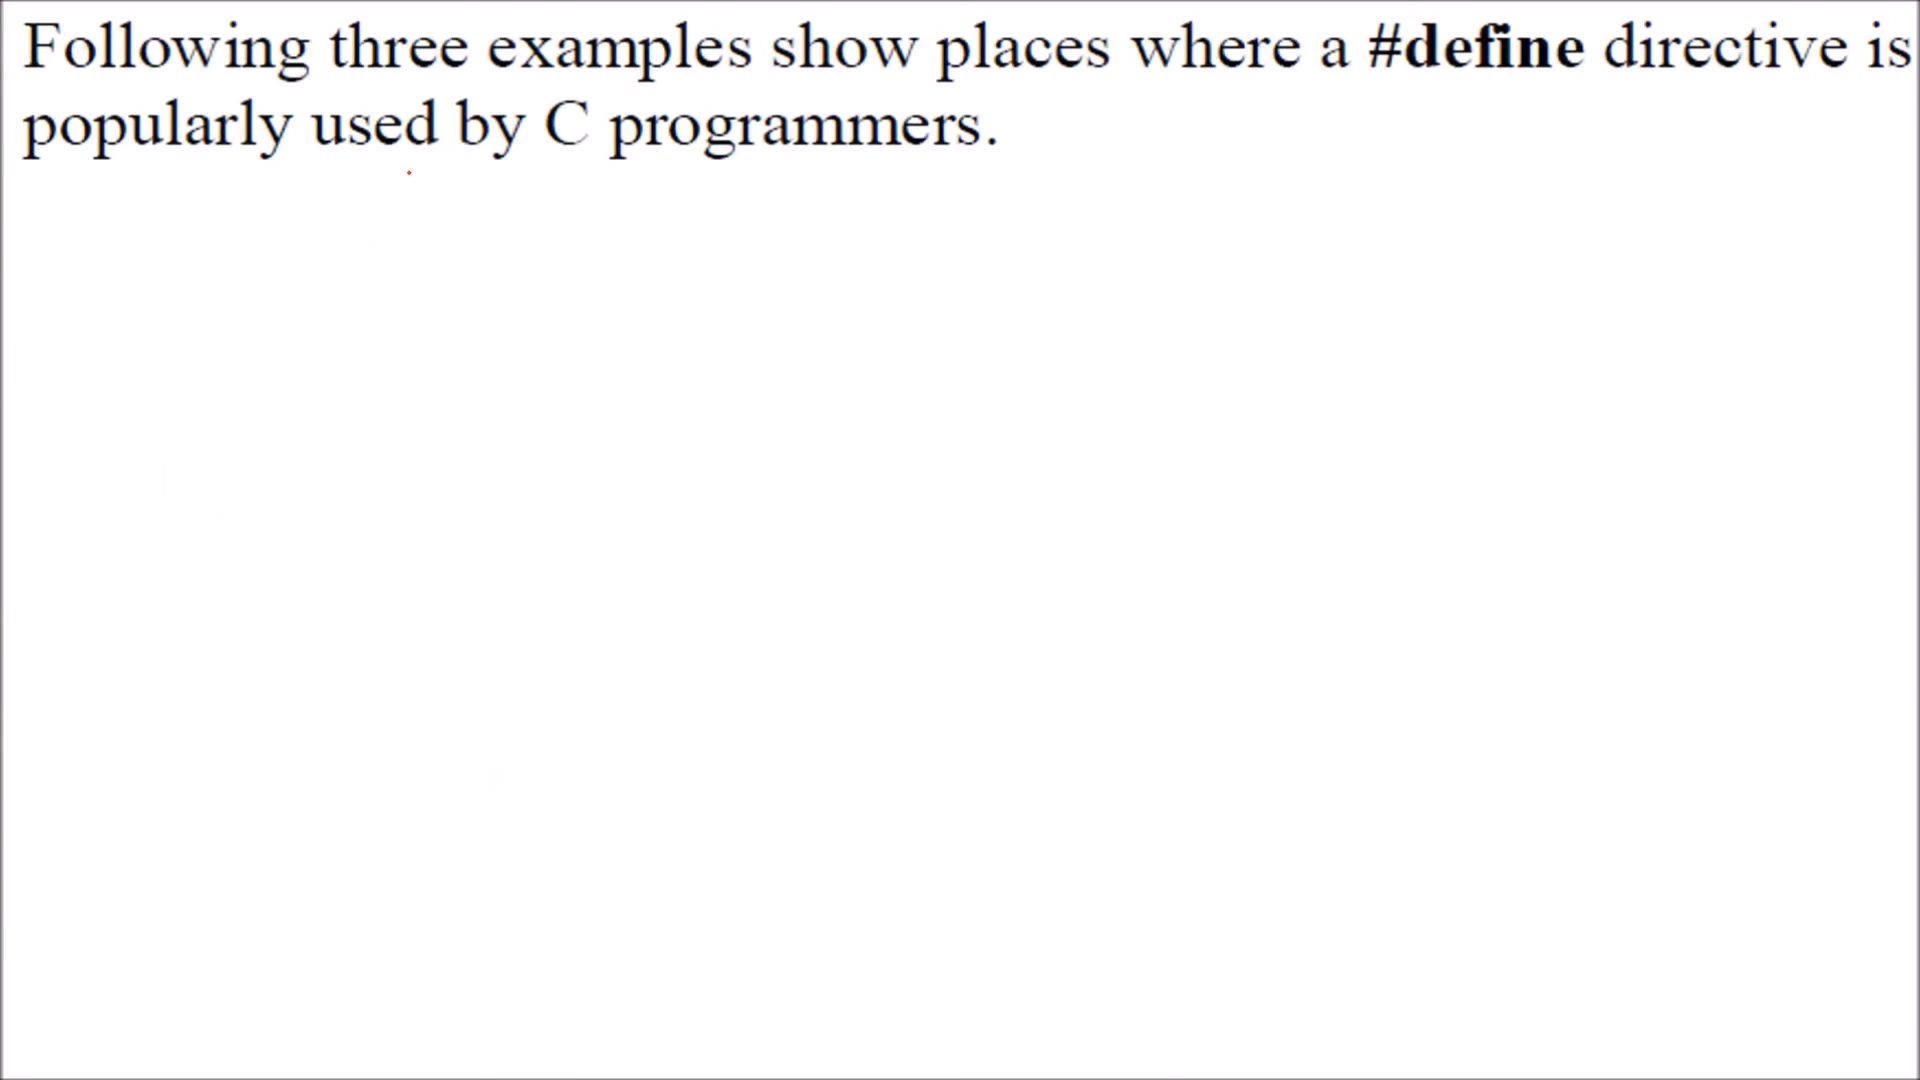 Following three examples show places where a #define directive is
popularly used by C programmers.